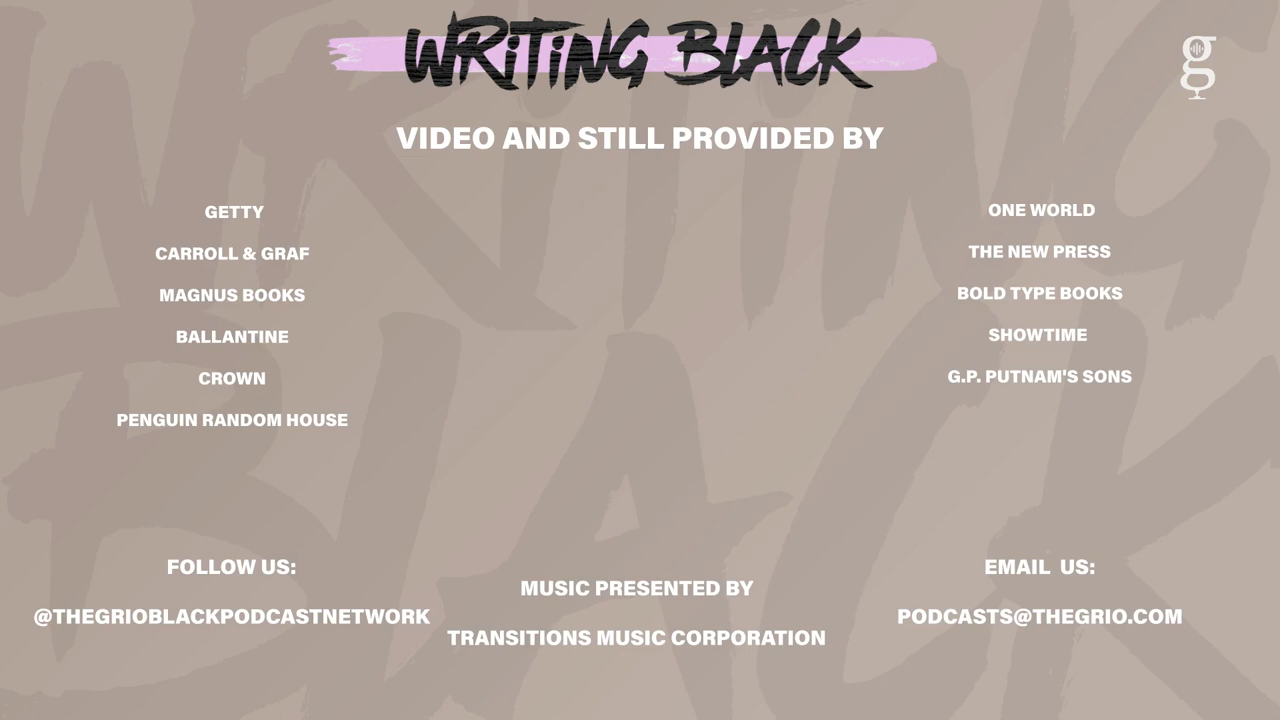 WRiTiNG BLACK
g
VIDEO AND STILL PROVIDED BY
GETTY
CARROLL & GRAF
MAGNUS BOOKS
BALLANTINE
CROWN
PENGUIN RANDOM HOUSE
ONE WORLD
THE NEW PRESS
BOLD TYPE BOOKS
SHOWTIME
G.P. PUTNAM'S SONS
FOLLOW US:
@THEGRIOBLACKPODCASTNETWORK
MUSIC PRESENTED BY
TRANSITIONS MUSIC CORPORATION
EMAIL US:
PODCASTS@THEGRIO.COM
WRiTiNG
BLACK